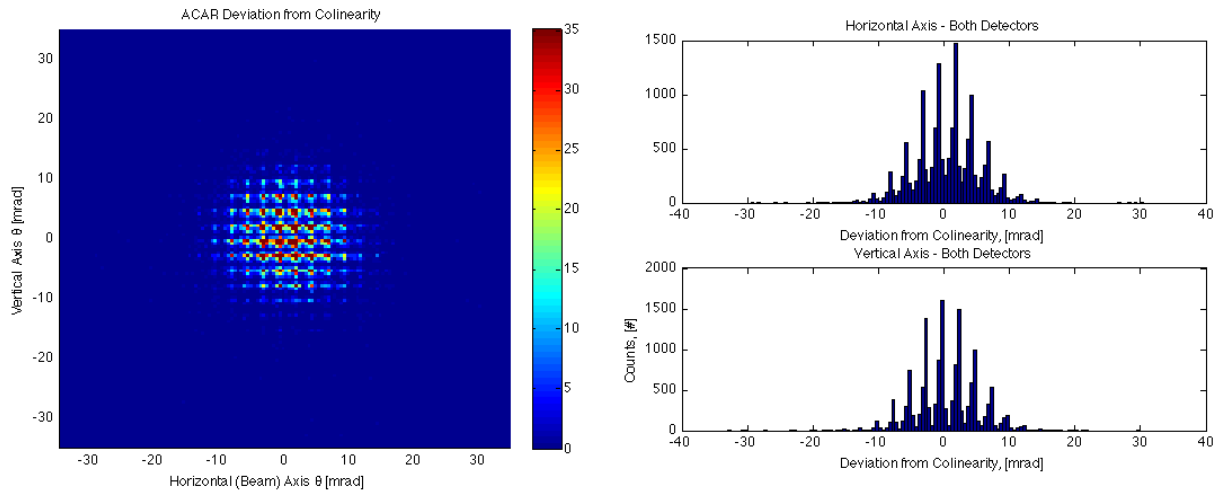 ACAR Deviation from Colinearity
Vertical Axis θ [mrad]
30
20
10
0
-10
-20
-30
-30 -20 -10 0 10 20 30
Horizontal (Beam) Axis θ [mrad]
35
30
25
20
15
10
5
0
Horizontal Axis - Both Detectors
1500
1000
500
0
-40 -30 -20 -10 0 10 20 30 40
Deviation from Colinearity, [mrad]
Vertical Axis - Both Detectors
Counts, [#]
2000
1500
1000
500
0
-40 -30 -20 -10 0 10 20 30 40
Deviation from Colinearity, [mrad]